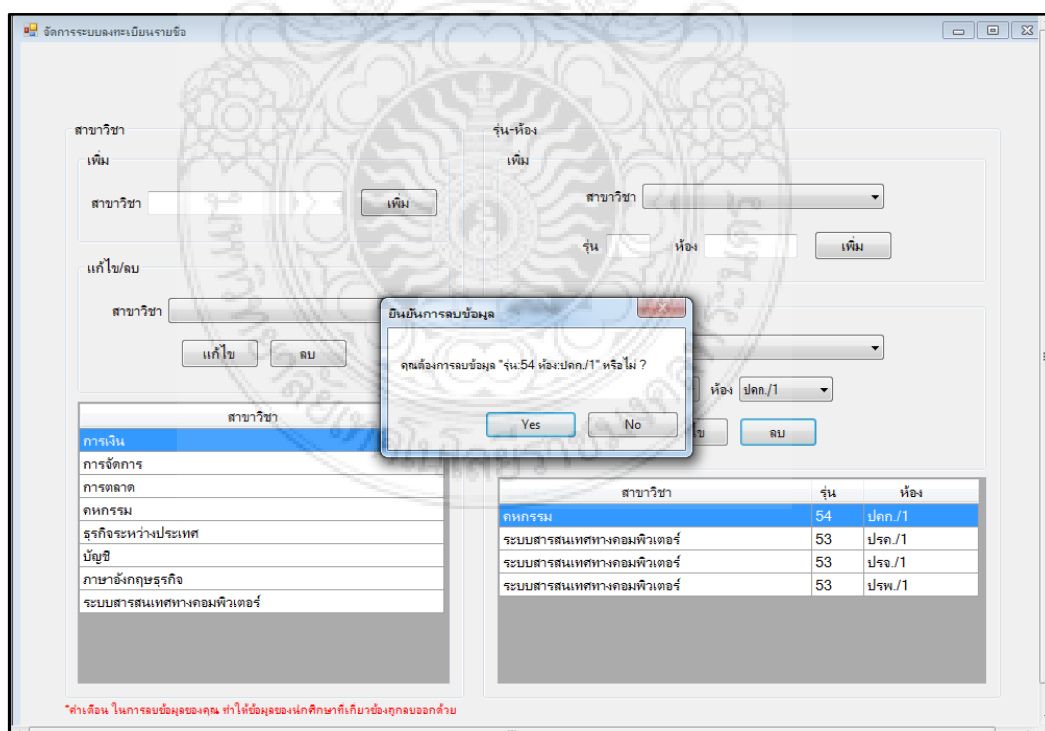 จัดการระบบลงทะเบียนรายชื่อ
สาขาวิชา
เพิ่ม
สาขาวิชา
เพิ่ม
แก้ไข/ลบ
สาขาวิชา
แก้ไข
ลบ
สาขาวิชา
การเงิน
การจัดการ
การตลาด
คหกรรม
ธุรกิจระหว่างประเทศ
บัญชี
ภาษาอังกฤษธุรกิจ
ระบบสารสนเทศทางคอมพิวเตอร์
รุ่น-ห้อง
เพิ่ม
สาขาวิชา
รุ่น ห้อง เพิ่ม
ยืนยันการลบข้อมูล
คุณต้องการลบข้อมูล "รุ่น:54 ห้อง:ปคก./1" หรือไม่ ?
Yes No
ห้อง ปคก./1
ลบ
สาขาวิชา รุ่น ห้อง
คหกรรม 54 ปคก./1
ระบบสารสนเทศทางคอมพิวเตอร์ 53 ปรค./1
ระบบสารสนเทศทางคอมพิวเตอร์ 53 ปรจ./1
ระบบสารสนเทศทางคอมพิวเตอร์ 53 ปรพ./1
*คำเตือน ในการลบข้อมูลของคุณ ทำให้ข้อมูลของนักศึกษาที่เกี่ยวข้องถูกลบออกด้วย